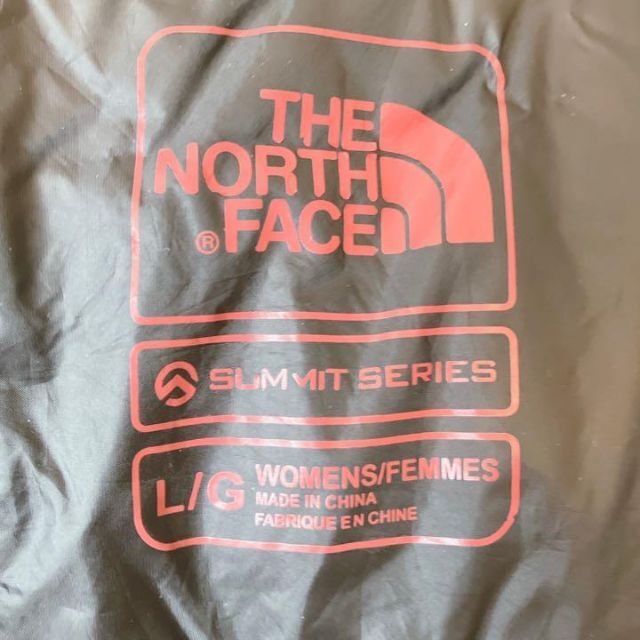 THE
NORTH
® FACE
SUMMIT SERIES
L/G
WOMENS/FEMMES
MADE IN CHINA
FABRIQUE EN CHINE